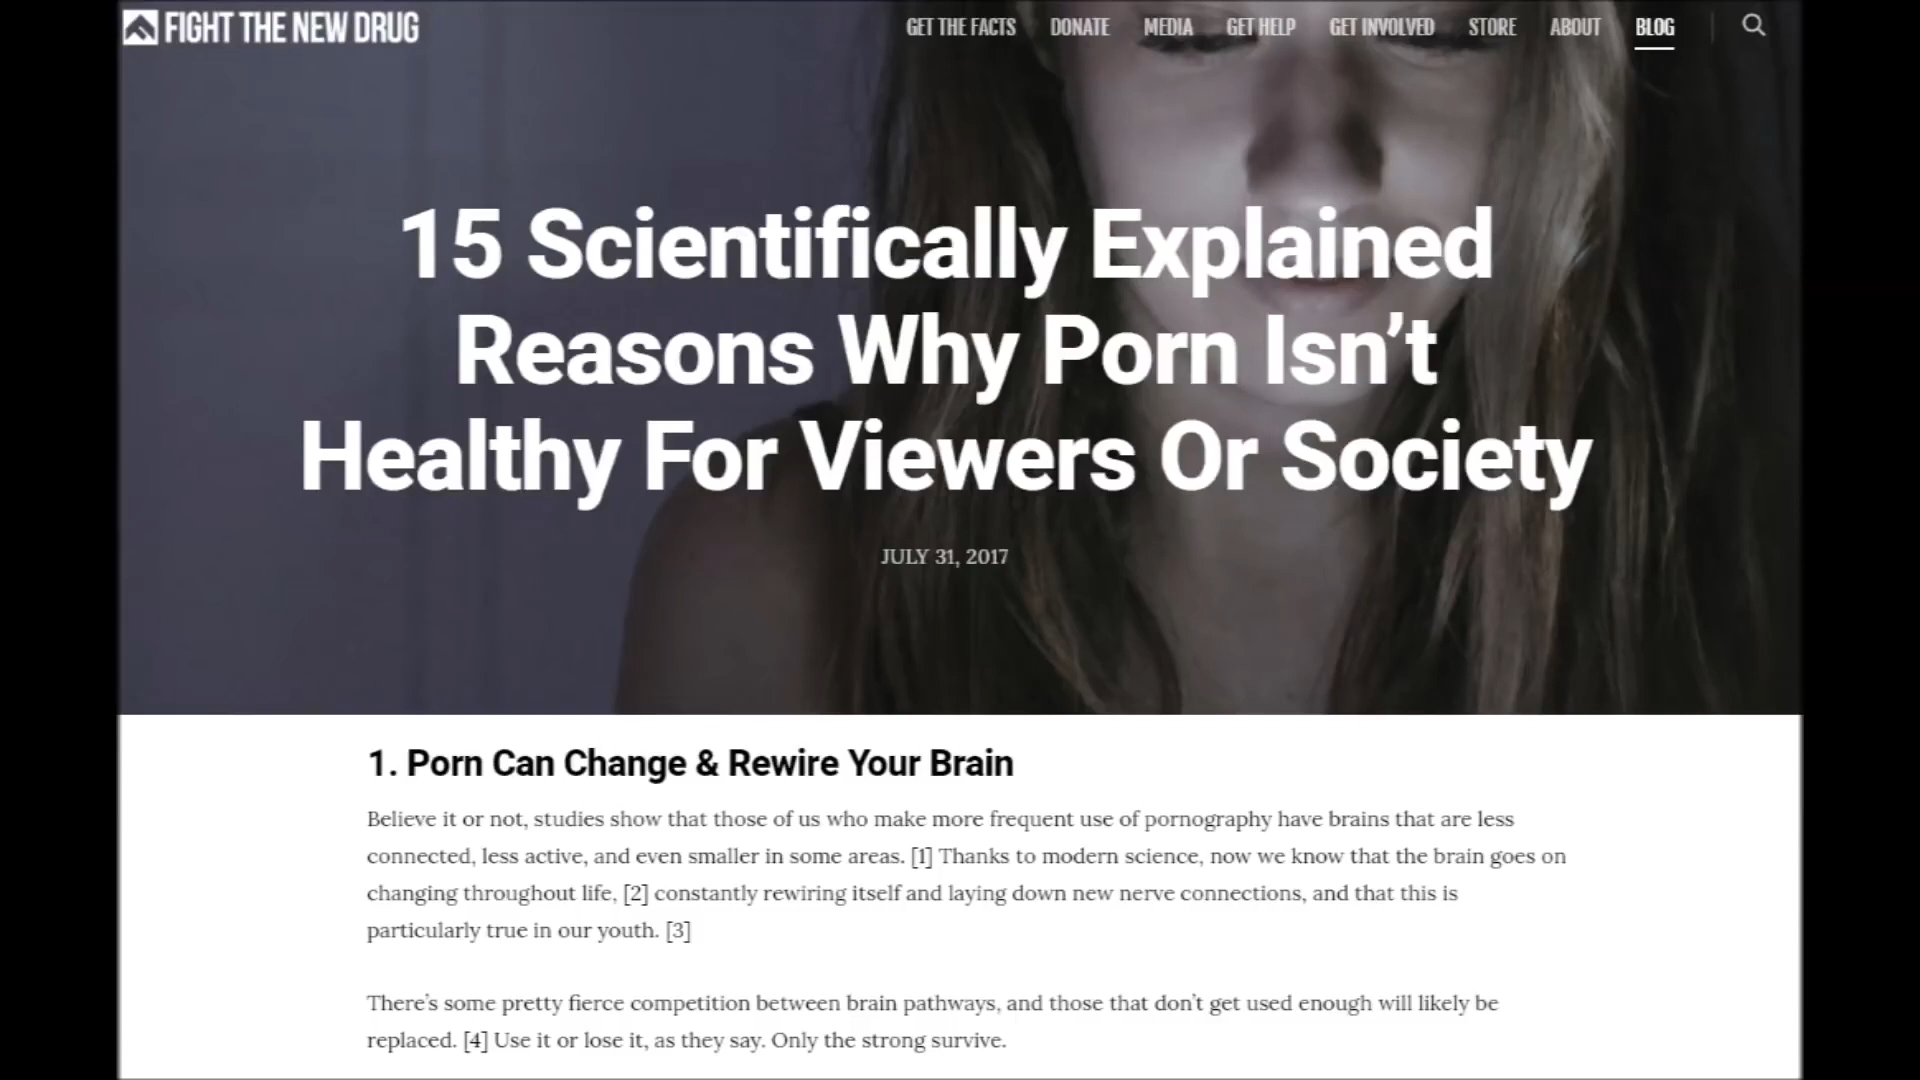 FIGHT THE NEW DRUG
GET THE FACTS DONATE MEDIA GET HELP GET INVOLVED STORE ABOUT BLOG
15 Scientifically Explained
Reasons Why Porn Isn’t
Healthy For Viewers Or Society
JULY 31, 2017
1. Porn Can Change & Rewire Your Brain
Believe it or not, studies show that those of us who make more frequent use of pornography have brains that are less
connected, less active, and even smaller in some areas. [1] Thanks to modern science, now we know that the brain goes on
changing throughout life, [2] constantly rewiring itself and laying down new nerve connections, and that this is
particularly true in our youth. [3]
There’s some pretty fierce competition between brain pathways, and those that don’t get used enough will likely be
replaced. [4] Use it or lose it, as they say. Only the strong survive.